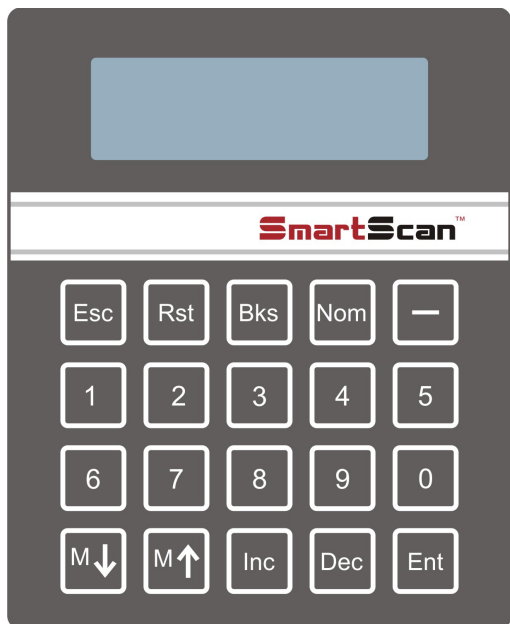 SmartScan™
Esc Rst Bks Nom —
1 2 3 4 5
6 7 8 9 0
M↓ M↑ Inc Dec Ent